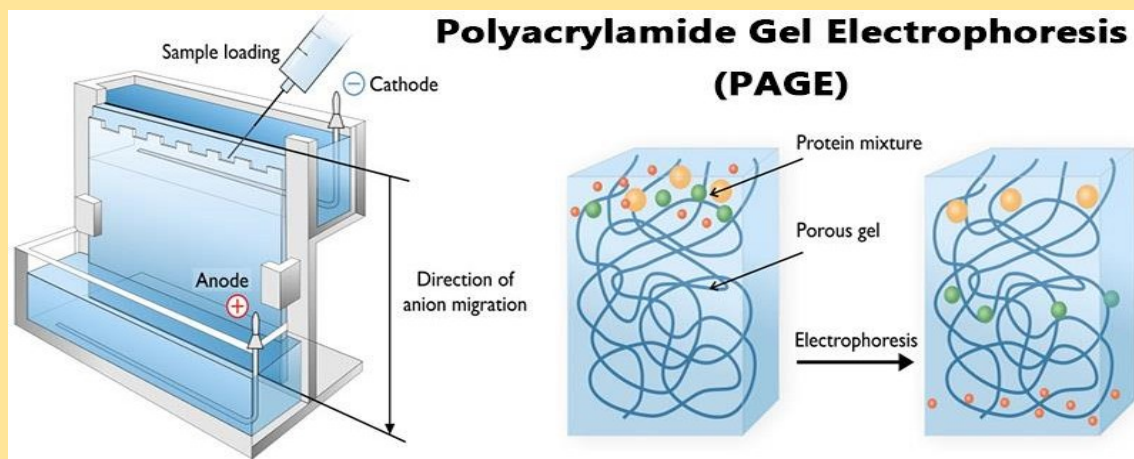 Polyacrylamide Gel Electrophoresis
(PAGE)
Sample loading
− Cathode
Anode
+
Direction of
anion migration
Protein mixture
Porous gel
Electrophoresis